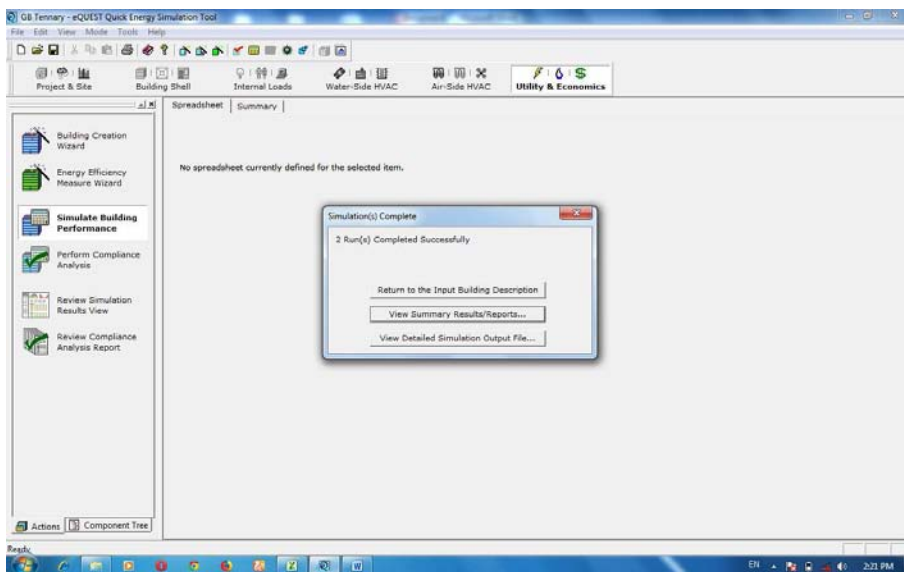 GB Tennary - eQUEST Quick Energy Simulation Tool
File Edit View Mode Tools Help
Project & Site
Building Shell
Internal Loads
Water-Side HVAC
Air-Side HVAC
Utility & Economics
Spreadsheet
Summary
Building Creation
Wizard
Energy Efficiency
Measure Wizard
Simulate Building
Performance
Perform Compliance
Analysis
Review Simulation
Results View
Review Compliance
Analysis Report
No spreadsheet currently defined for the selected item.
Simulation(s) Complete
2 Run(s) Completed Successfully
Return to the Input Building Description
View Summary Results/Reports...
View Detailed Simulation Output File...
Actions
Component Tree
Ready
EN
2:21 PM